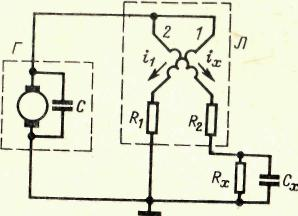 2 1 Л
Г
i₁ iₓ
C
R₁ R₂
Rₓ Cₓ